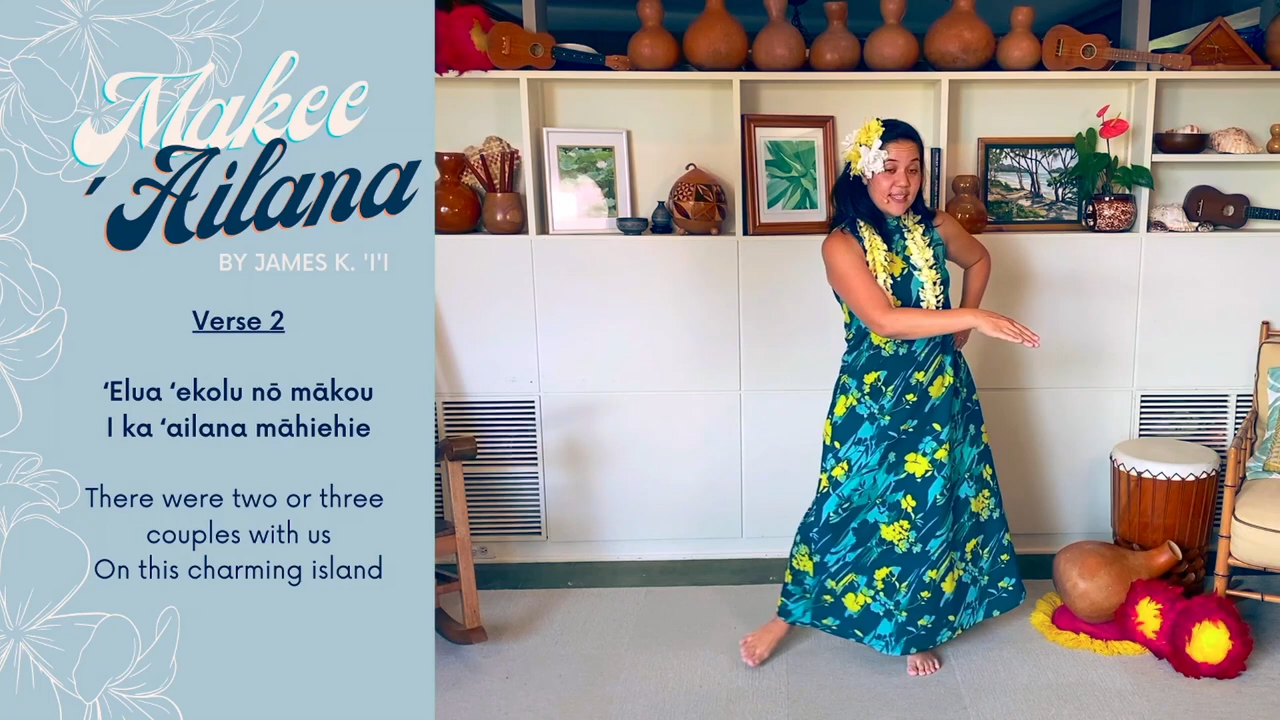 Makee
'Ailana
BY JAMES K. 'I'I
Verse 2
ʻElua ʻekolu nō mākou
I ka ʻailana māhiehie
There were two or three
couples with us
On this charming island